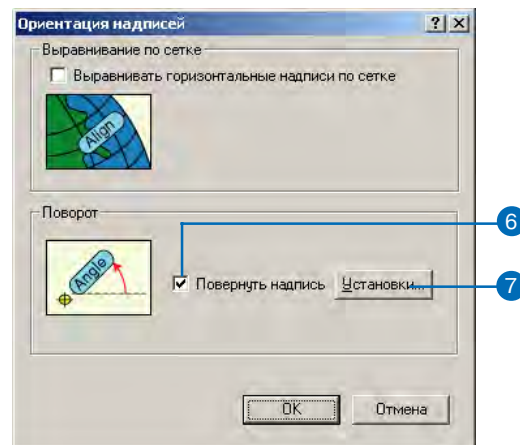 Ориентация надписей
Выравнивание по сетке
Выравнивать горизонтальные надписи по сетке
Align
Поворот
6
Angle
Повернуть надпись
Установки...
7
OK
Отмена